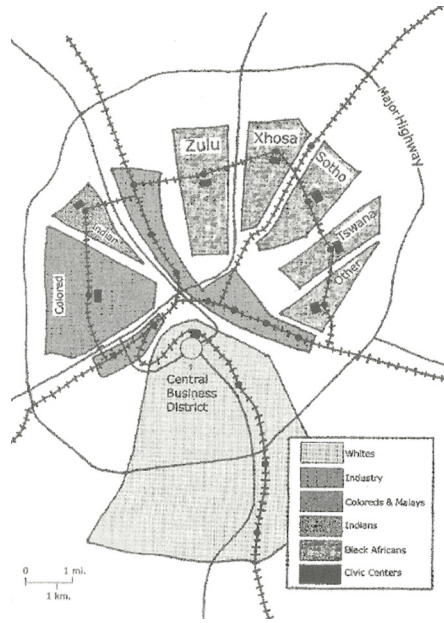 Zulu
Xhosa
Sotho
Major Highway
Tswana
Other
Indian
Colored
Central
Business
District
Whites
Industry
Coloreds & Malays
Indians
Black Africans
Civic Centers
0 1 mi.
1 km.